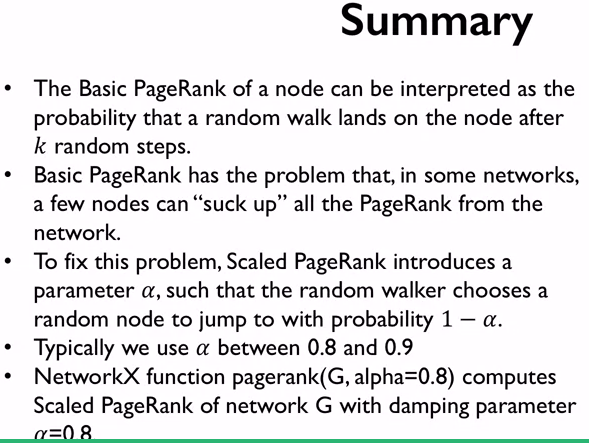 Summary
• The Basic PageRank of a node can be interpreted as the
probability that a random walk lands on the node after
k random steps.
• Basic PageRank has the problem that, in some networks,
a few nodes can “suck up” all the PageRank from the
network.
• To fix this problem, Scaled PageRank introduces a
parameter α, such that the random walker chooses a
random node to jump to with probability 1 − α.
• Typically we use α between 0.8 and 0.9
• NetworkX function pagerank(G, alpha=0.8) computes
Scaled PageRank of network G with damping parameter
α=0.8